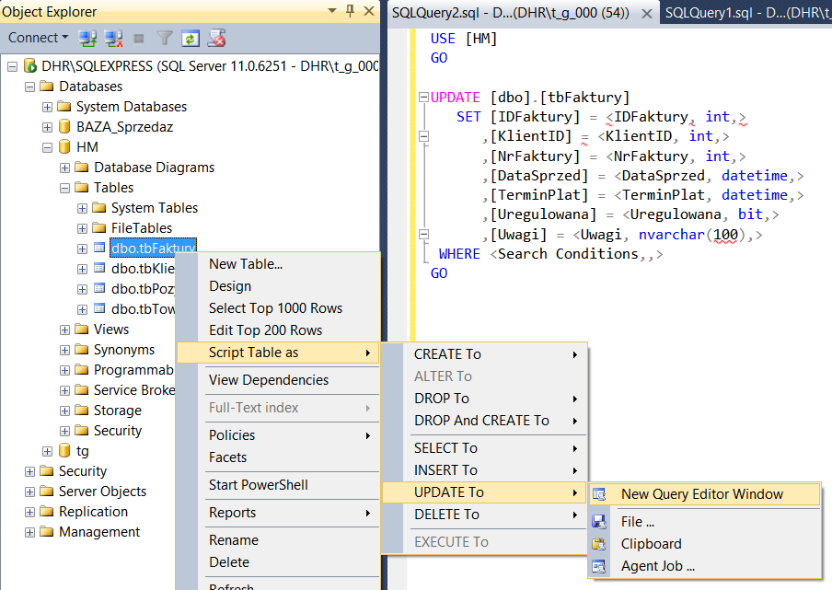 Object Explorer
Connect
DHR\SQLEXPRESS (SQL Server 11.0.6251 - DHR\t_g_000
Databases
System Databases
BAZA_Sprzedaz
HM
Database Diagrams
Tables
System Tables
FileTables
dbo.tbFaktury
dbo.tbKlie
dbo.tbPozy
dbo.tbTow
Views
Synonyms
Programmab
Service Broke
Storage
Security
tg
Security
Server Objects
Replication
Management
New Table...
Design
Select Top 1000 Rows
Edit Top 200 Rows
Script Table as
View Dependencies
Full-Text index
Policies
Facets
Start PowerShell
Reports
Rename
Delete
Refresh
CREATE To
ALTER To
DROP To
DROP And CREATE To
SELECT To
INSERT To
UPDATE To
DELETE To
EXECUTE To
New Query Editor Window
File ...
Clipboard
Agent Job ...
SQLQuery2.sql - D...(DHR\t_g_000 (54))
SQLQuery1.sql - D...(DHR\t_
USE [HM]
GO
UPDATE [dbo].[tbFaktury]
SET [IDFaktury] = <IDFaktury, int,>
,[KlientID] = <KlientID, int,>
,[NrFaktury] = <NrFaktury, int,>
,[DataSprzed] = <DataSprzed, datetime,>
,[TerminPlat] = <TerminPlat, datetime,>
,[Uregulowana] = <Uregulowana, bit,>
,[Uwagi] = <Uwagi, nvarchar(100),>
WHERE <Search Conditions,,>
GO